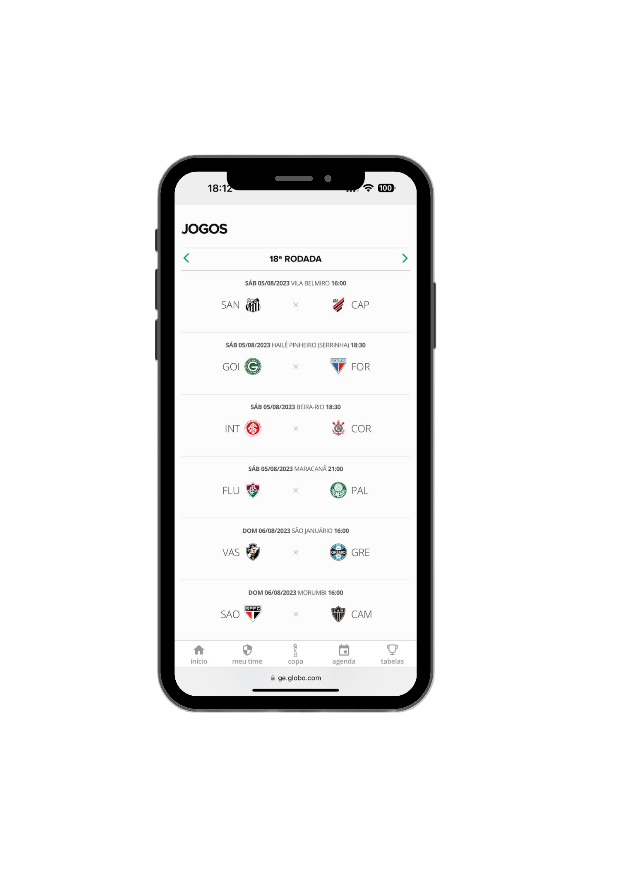 18:12
100
JOGOS
18ª RODADA
SÁB 05/08/2023 VILA BELMIRO 16:00
SAN × CAP
SÁB 05/08/2023 HAILÉ PINHEIRO (SERRINHA) 18:30
GOI × FOR
SÁB 05/08/2023 BEIRA-RIO 18:30
INT × COR
SÁB 05/08/2023 MARACANÃ 21:00
FLU × PAL
DOM 06/08/2023 SÃO JANUÁRIO 16:00
VAS × GRE
DOM 06/08/2023 MORUMBI 16:00
SAO × CAM
início
meu time
copa
agenda
tabelas
ge.globo.com